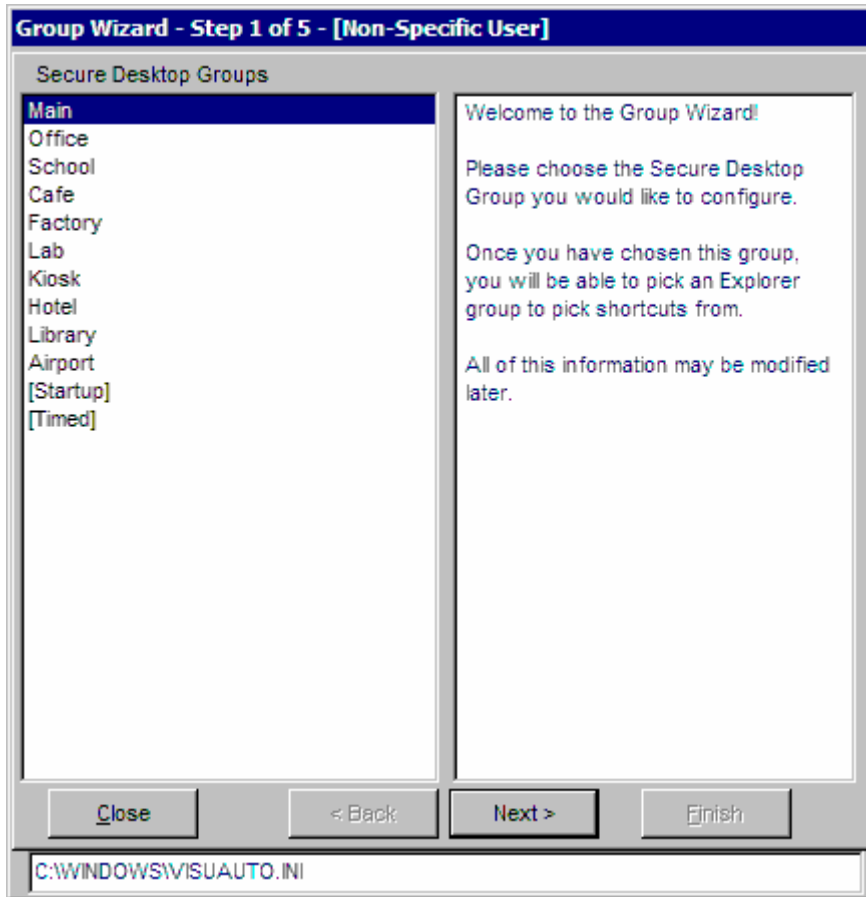 Group Wizard - Step 1 of 5 - [Non-Specific User]
Secure Desktop Groups
Main
Office
School
Cafe
Factory
Lab
Kiosk
Hotel
Library
Airport
[Startup]
[Timed]
Welcome to the Group Wizard!
Please choose the Secure Desktop
Group you would like to configure.
Once you have chosen this group,
you will be able to pick an Explorer
group to pick shortcuts from.
All of this information may be modified
later.
Close
< Back
Next >
Finish
C:\WINDOWS\VISUAUTO.INI